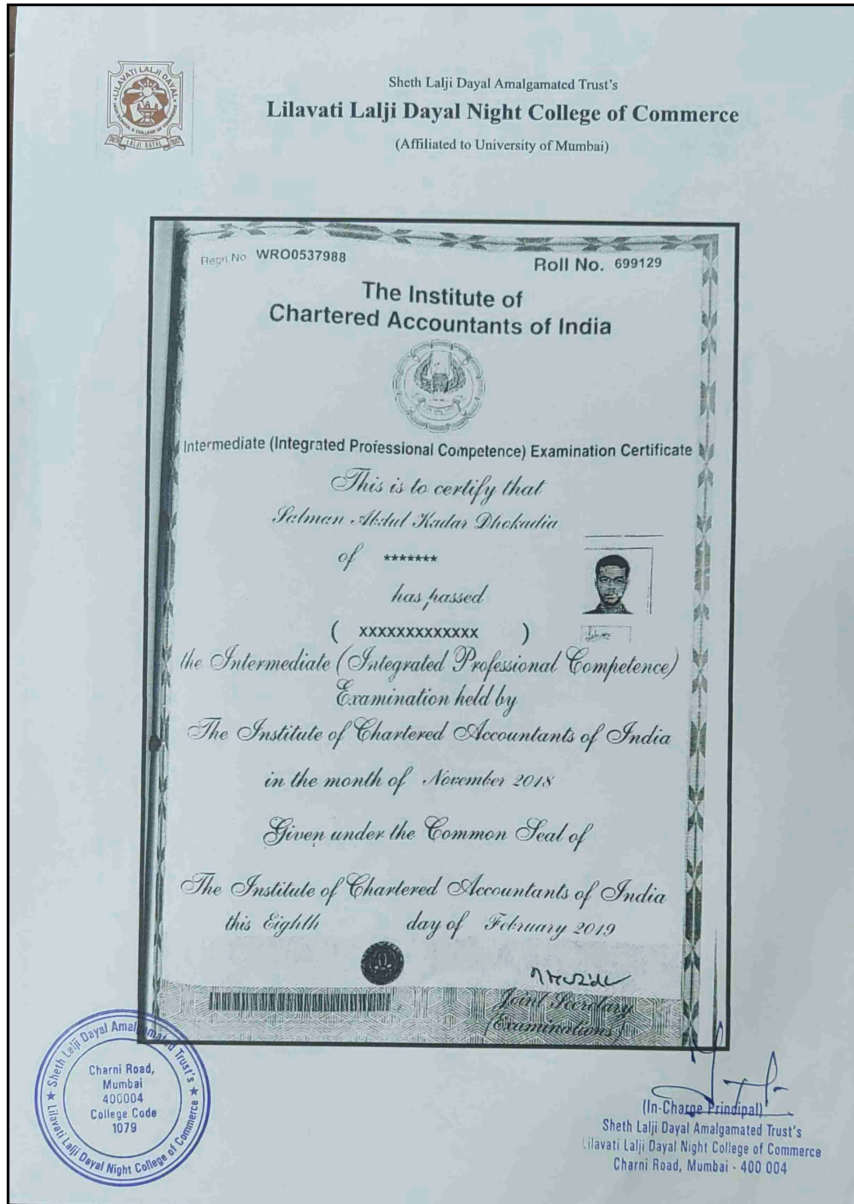 Sheth Lalji Dayal Amalgamated Trust's
Lilavati Lalji Dayal Night College of Commerce
(Affiliated to University of Mumbai)
LILAVATI LALJI DAYAL
LALJI DAYAL
Regn No WRO0537988
Roll No. 699129
The Institute of
Chartered Accountants of India
Intermediate (Integrated Professional Competence) Examination Certificate
This is to certify that
Salman Abdul Kadar Dhokadia
of *******
has passed
( XXXXXXXXXXXXX )
the Intermediate (Integrated Professional Competence)
Examination held by
The Institute of Chartered Accountants of India
in the month of November 2018
Given under the Common Seal of
The Institute of Chartered Accountants of India
this Eighth day of February 2019
Joint Secretary
(Examinations)
Sheth Lalji Dayal Amalgamated Trust's
Lilavati Lalji Dayal Night College of Commerce
Charni Road,
Mumbai
400004
College Code
1079
(In-Charge Principal)
Sheth Lalji Dayal Amalgamated Trust's
Lilavati Lalji Dayal Night College of Commerce
Charni Road, Mumbai - 400 004